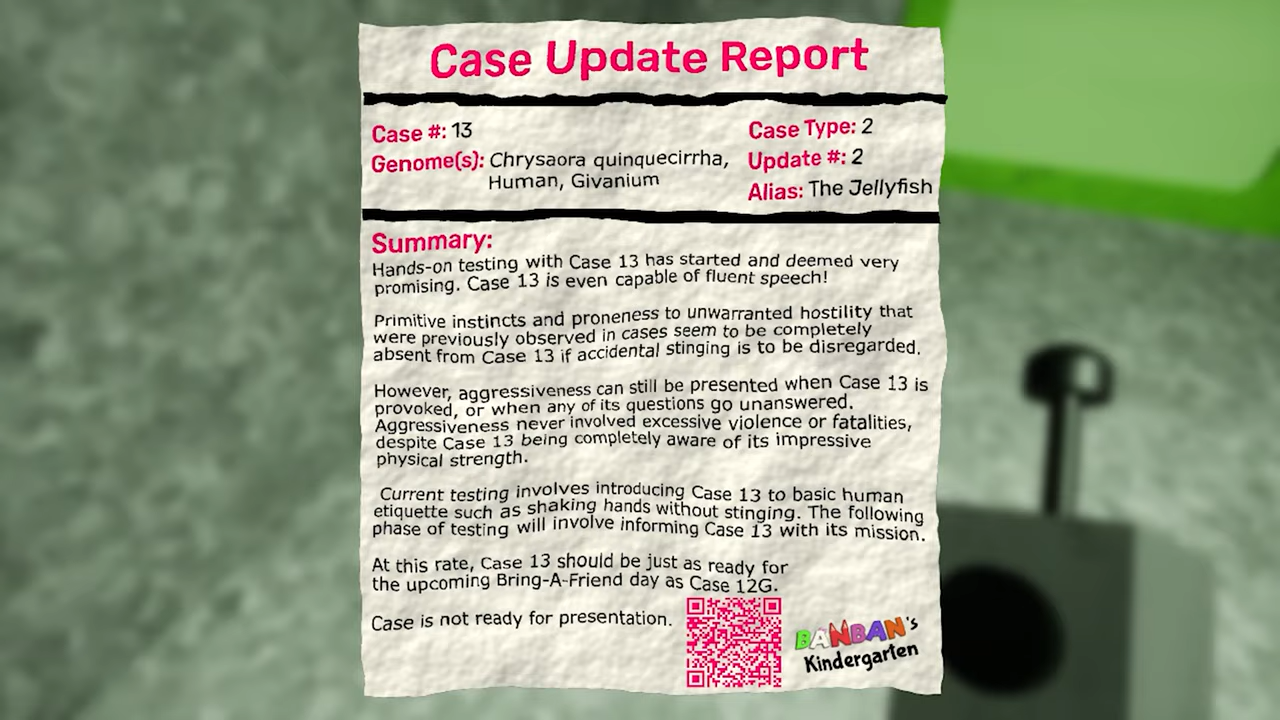 Case Update Report
Case #: 13
Case Type: 2
Genome(s): Chrysaora quinquecirrha,
Human, Givanium
Update #: 2
Alias: The Jellyfish
Summary:
Hands-on testing with Case 13 has started and deemed very
promising. Case 13 is even capable of fluent speech!
Primitive instincts and proneness to unwarranted hostility that
were previously observed in cases seem to be completely
absent from Case 13 if accidental stinging is to be disregarded.
However, aggressiveness can still be presented when Case 13 is
provoked, or when any of its questions go unanswered.
Aggressiveness never involved excessive violence or fatalities,
despite Case 13 being completely aware of its impressive
physical strength.
Current testing involves introducing Case 13 to basic human
etiquette such as shaking hands without stinging. The following
phase of testing will involve informing Case 13 with its mission.
At this rate, Case 13 should be just as ready for
the upcoming Bring-A-Friend day as Case 12G.
Case is not ready for presentation.
BANBAN's
Kindergarten